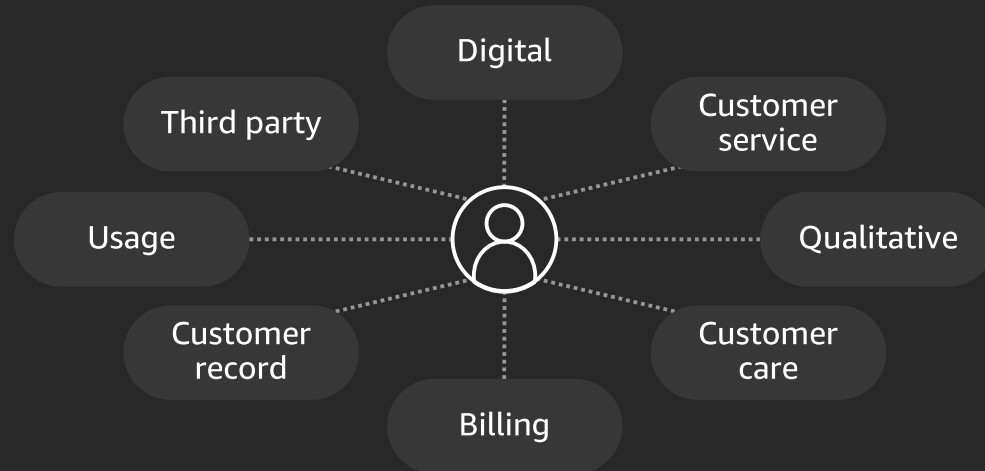 Digital
Third party
Customer
service
Usage
Qualitative
Customer
record
Customer
care
Billing